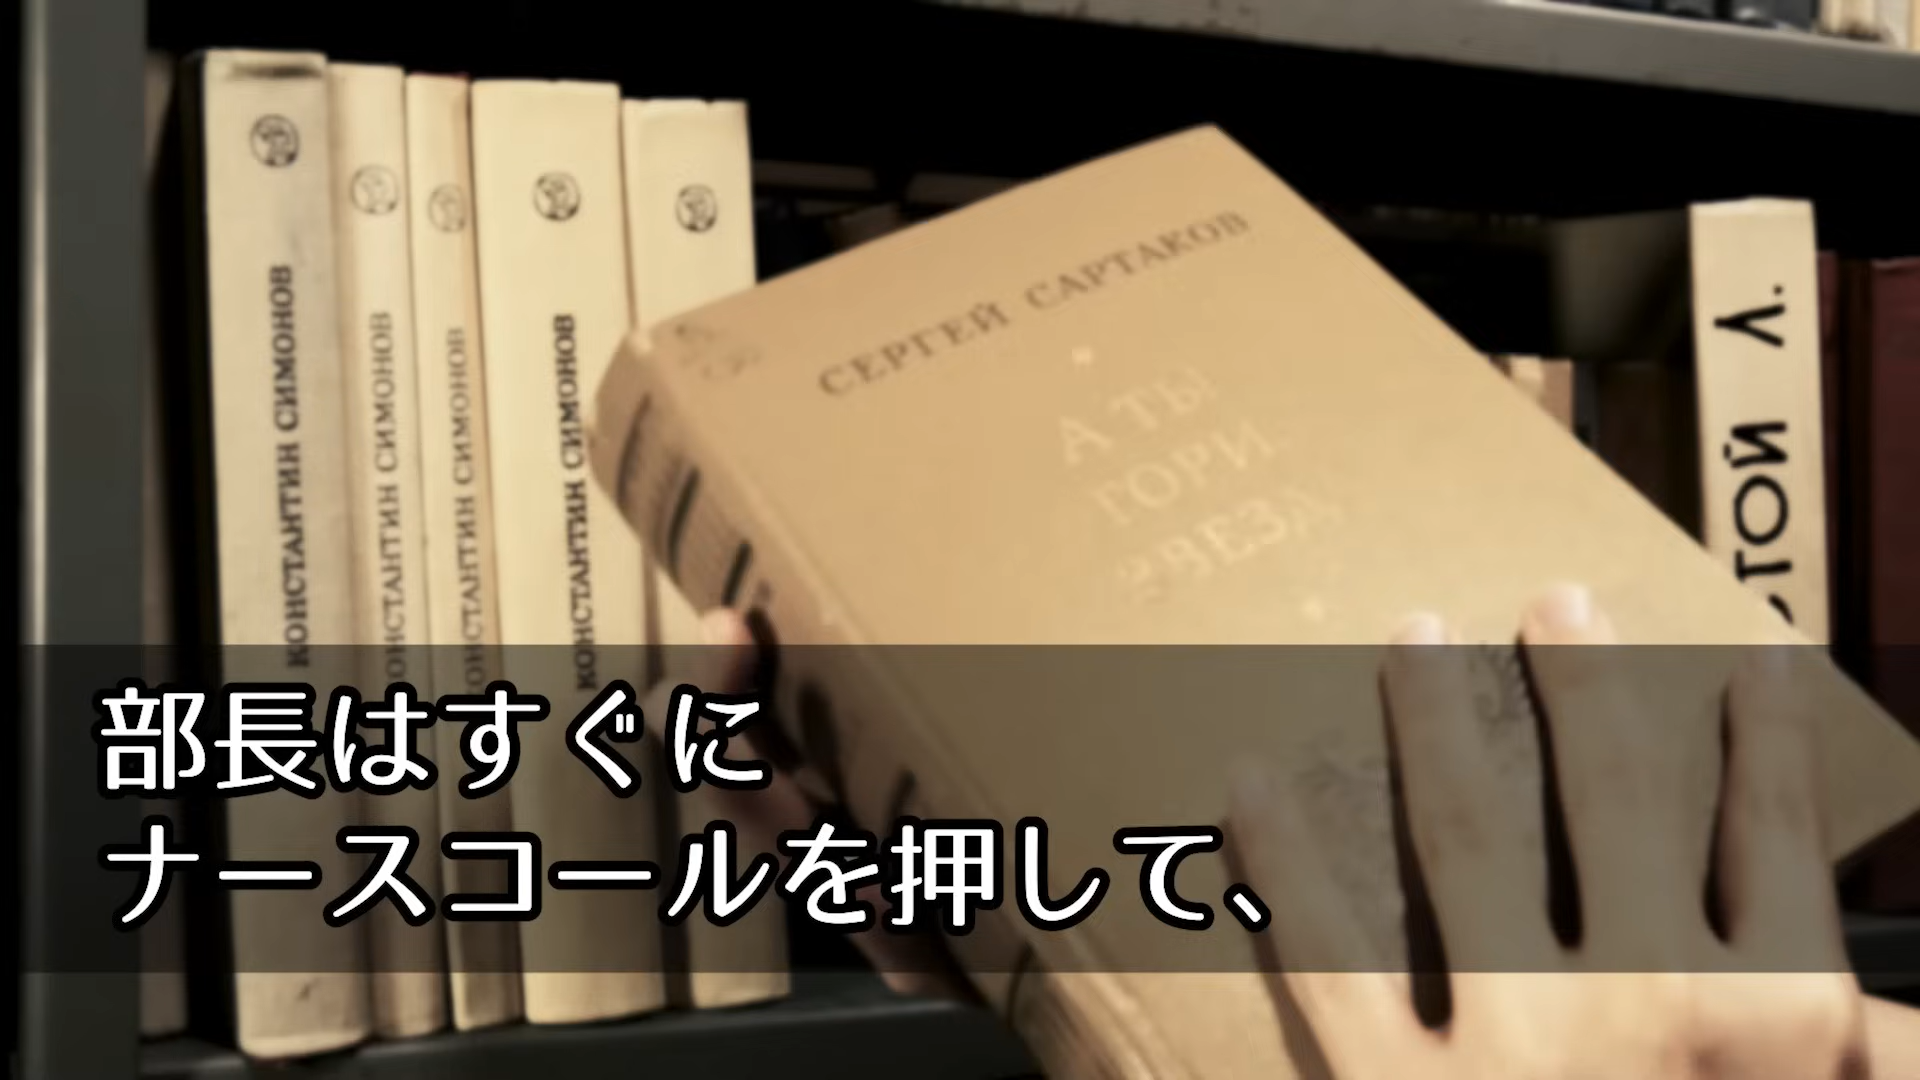 КОНСТАНТИН СИМОНОВ
КОНСТАНТИН СИМОНОВ
КОНСТАНТИН СИМОНОВ
КОНСТАНТИН СИМОНОВ
СЕРГЕЙ САРТАКОВ
А ТЫ
ГОРИ,
ЗВЕЗДА
部長はすぐに
ナースコールを押して、